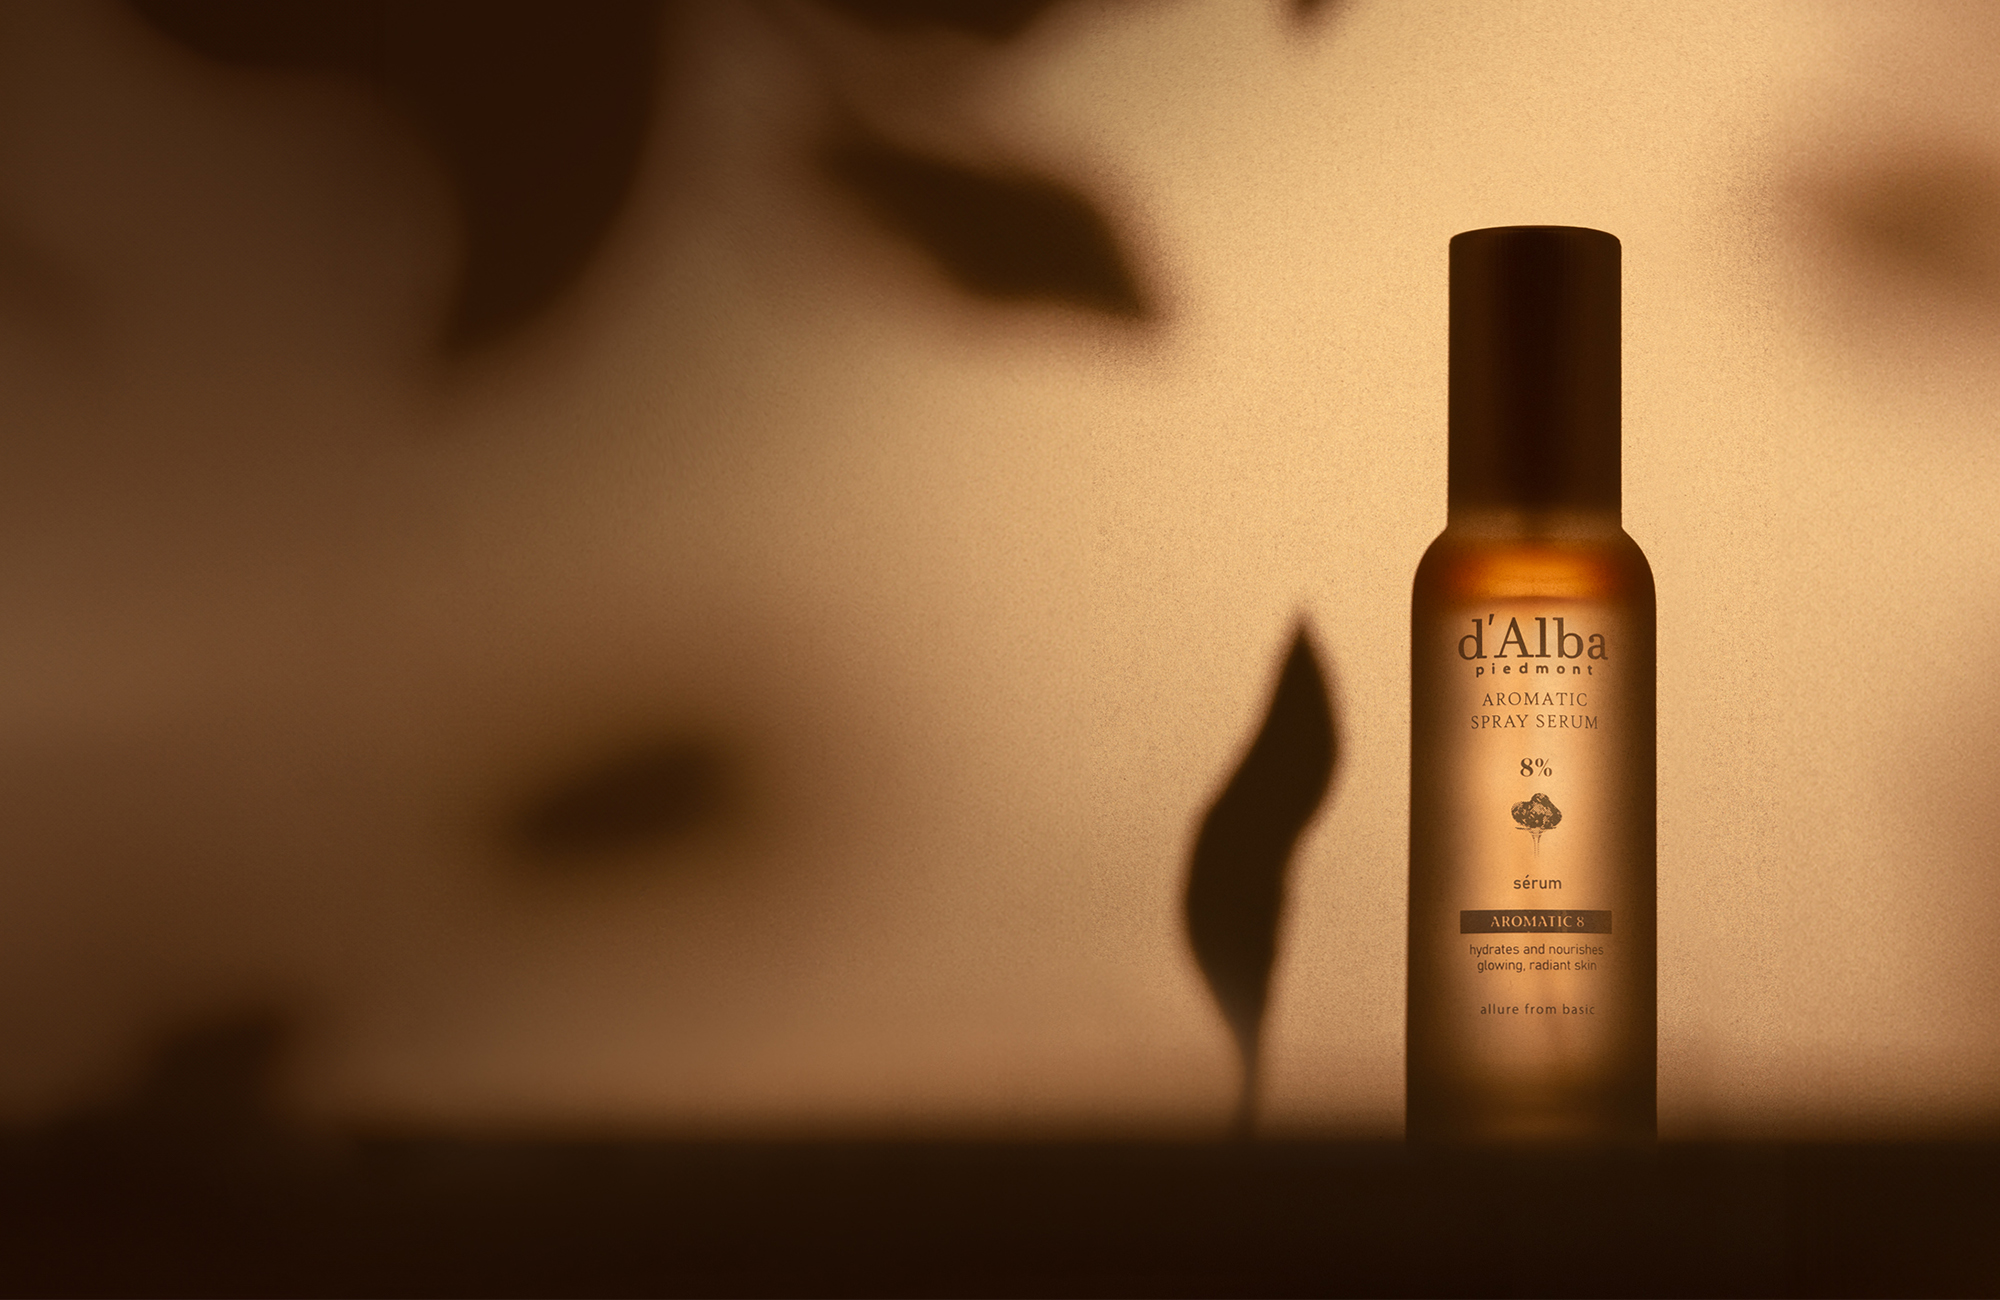 d'Alba
piedmont
AROMATIC
SPRAY SERUM
8%
sérum
AROMATIC 8
hydrates and nourishes
glowing, radiant skin
allure from basic